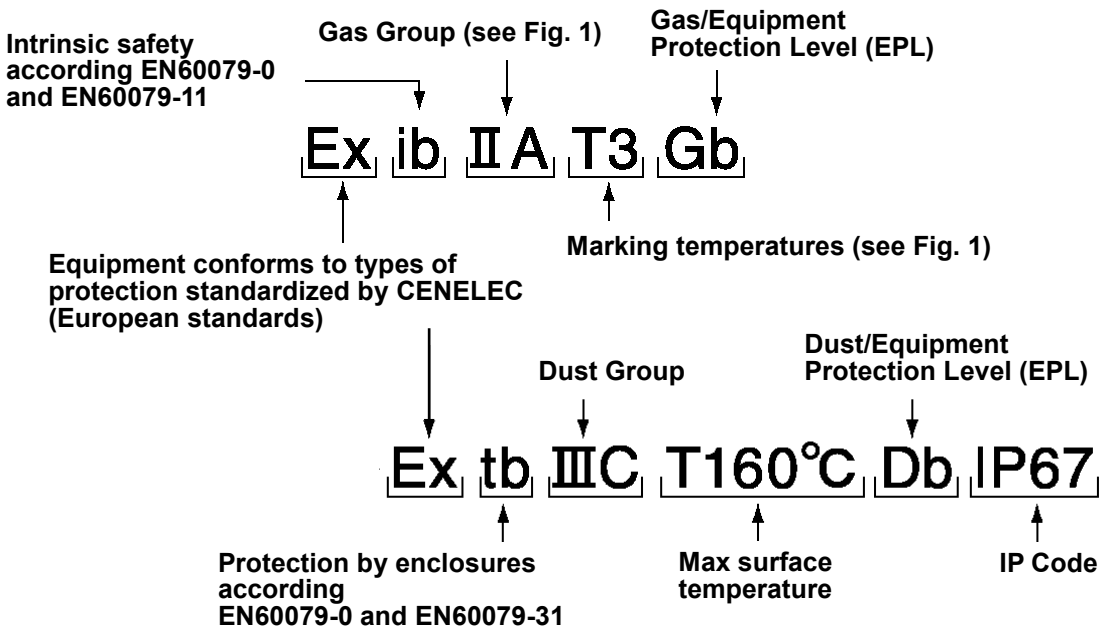 Intrinsic safety
according EN60079-0
and EN60079-11
Gas Group (see Fig. 1)
Gas/Equipment
Protection Level (EPL)
Ex ib ⅡA T3 Gb
Equipment conforms to types of
protection standardized by CENELEC
(European standards)
Marking temperatures (see Fig. 1)
Dust Group
Dust/Equipment
Protection Level (EPL)
Ex tb ⅢC T160℃ Db IP67
Protection by enclosures
according
EN60079-0 and EN60079-31
Max surface
temperature
IP Code